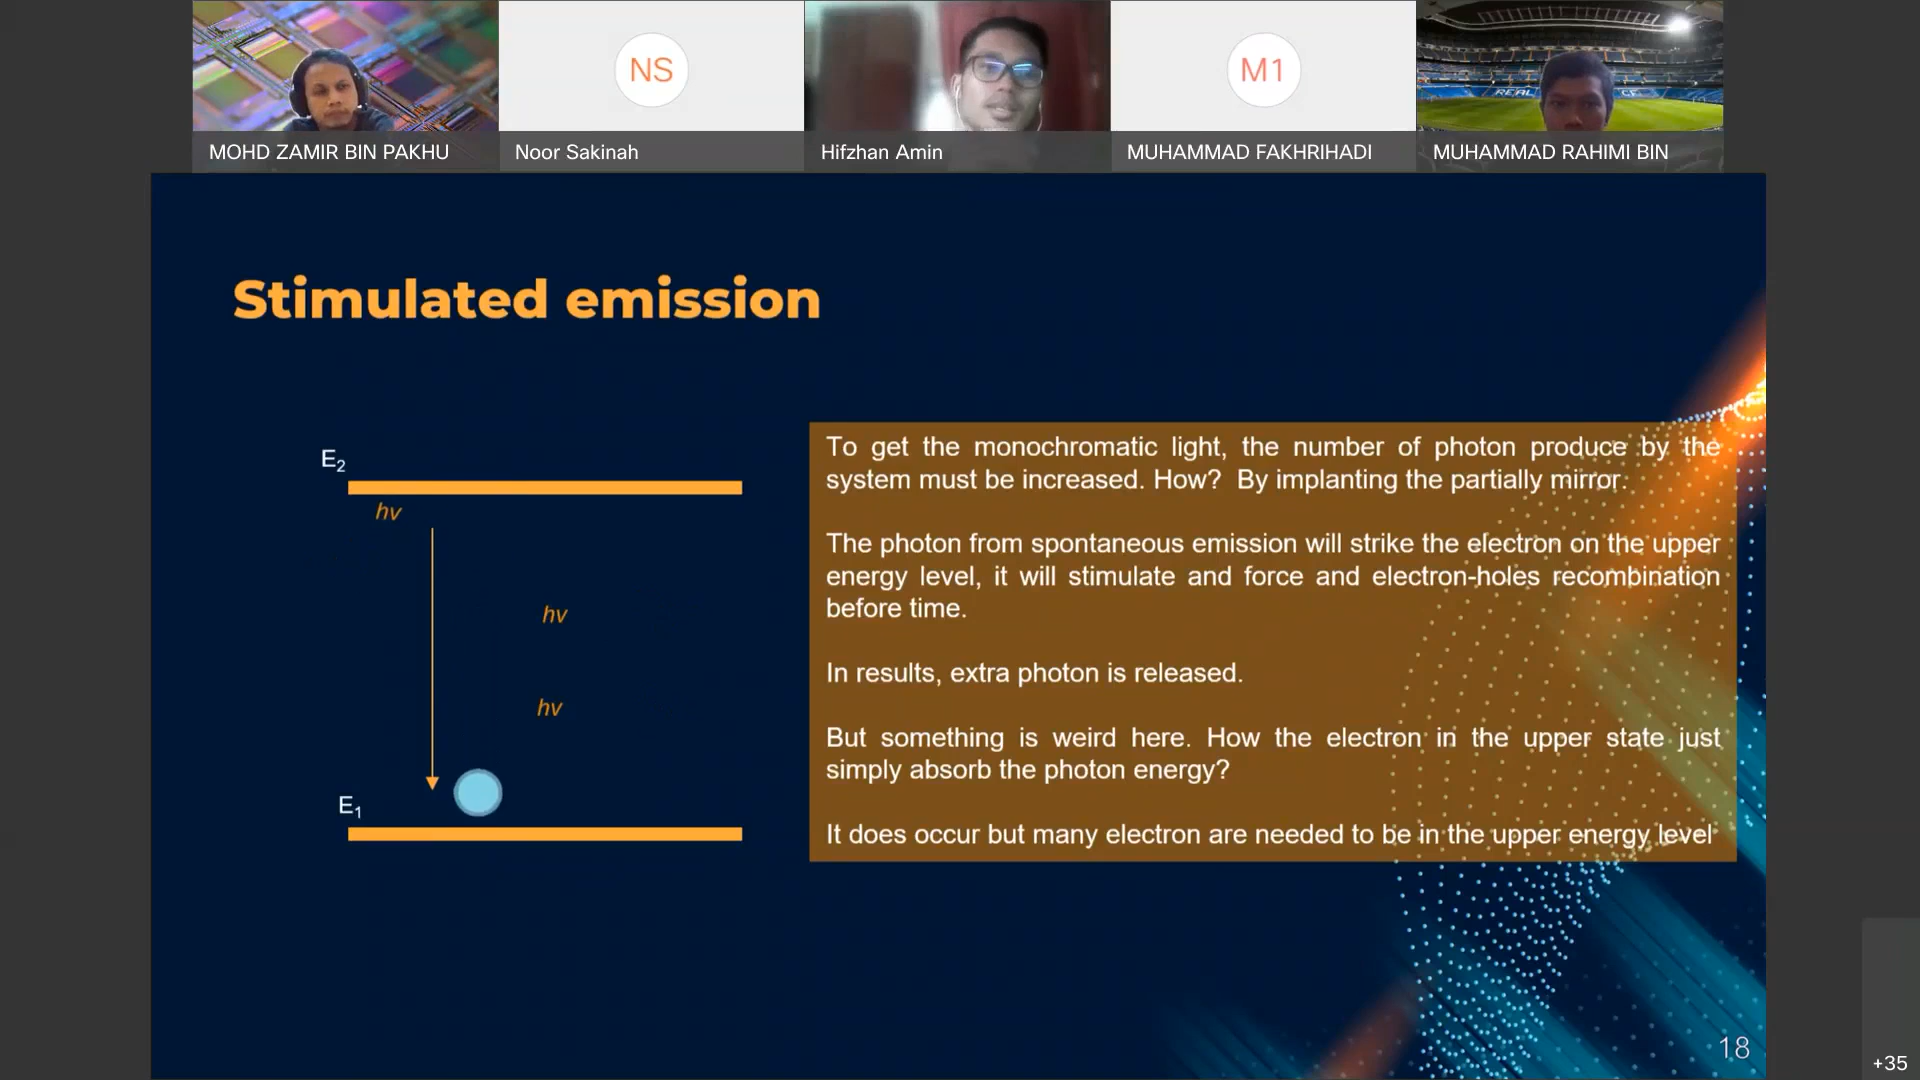 NS
M1
REAL
CF
MOHD ZAMIR BIN PAKHU
Noor Sakinah
Hifzhan Amin
MUHAMMAD FAKHRIHADI
MUHAMMAD RAHIMI BIN
Stimulated emission
E2
hv
hv
hv
E1
To get the monochromatic light, the number of photon produce by the
system must be increased. How? By implanting the partially mirror.
The photon from spontaneous emission will strike the electron on the upper
energy level, it will stimulate and force and electron-holes recombination
before time.
In results, extra photon is released.
But something is weird here. How the electron in the upper state just
simply absorb the photon energy?
It does occur but many electron are needed to be in the upper energy level
18
+35